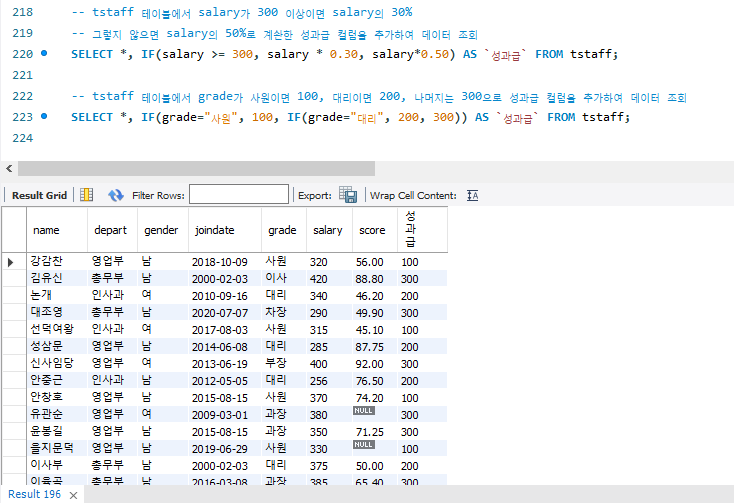 218 -- tstaff 테이블에서 salary가 300 이상이면 salary의 30%
219 -- 그렇지 않으면 salary의 50%로 계솬한 성과급 컬럼을 추가하여 데이터 조회
220 SELECT *, IF(salary >= 300, salary * 0.30, salary*0.50) AS `성과급` FROM tstaff;
221
222 -- tstaff 테이블에서 grade가 사원이면 100, 대리이면 200, 나머지는 300으로 성과급 컬럼을 추가하여 데이터 조회
223 SELECT *, IF(grade="사원", 100, IF(grade="대리", 200, 300)) AS `성과급` FROM tstaff;
224
Result Grid Filter Rows: Export: Wrap Cell Content: IA
name depart gender joindate grade salary score 성과급
강감찬 영업부 남 2018-10-09 사원 320 56.00 100
김유신 총무부 남 2000-02-03 이사 420 88.80 300
논개 인사과 여 2010-09-16 대리 340 46.20 200
대조영 총무부 남 2020-07-07 차장 290 49.90 300
선덕여왕 인사과 여 2017-08-03 사원 315 45.10 100
성삼문 영업부 남 2014-06-08 대리 285 87.75 200
신사임당 영업부 여 2013-06-19 부장 400 92.00 300
안중근 인사과 남 2012-05-05 대리 256 76.50 200
안창호 영업부 남 2015-08-15 사원 370 74.20 100
유관순 영업부 여 2009-03-01 과장 380 NULL 300
윤봉길 영업부 남 2015-08-15 과장 350 71.25 300
을지문덕 영업부 남 2019-06-29 사원 330 NULL 100
이사부 총무부 남 2000-02-03 대리 375 50.00 200
이율곡 총무부 남 2016-03-08 과장 385 65.40 300
Result 196